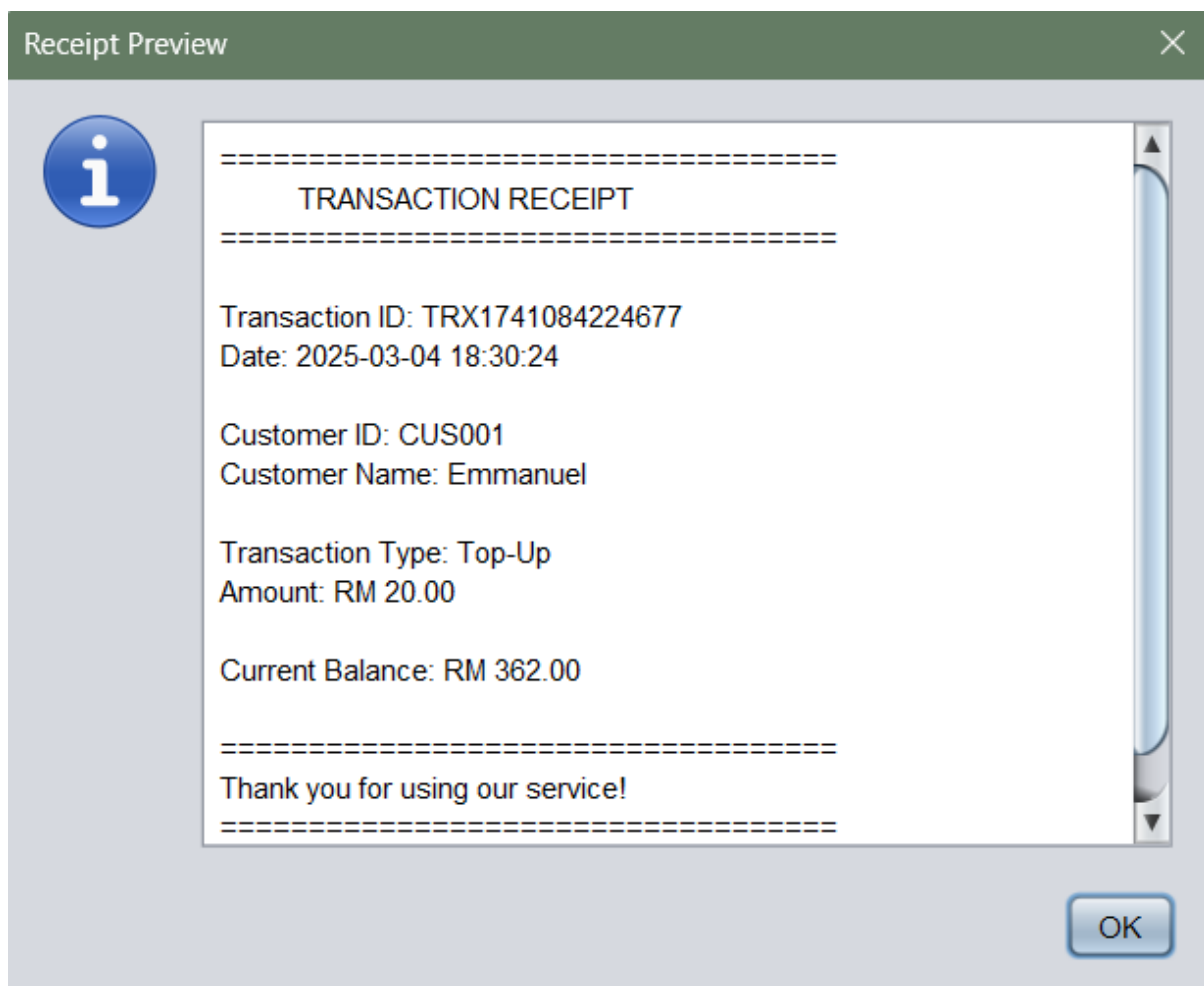 Receipt Preview
===================================
TRANSACTION RECEIPT
===================================
Transaction ID: TRX1741084224677
Date: 2025-03-04 18:30:24
Customer ID: CUS001
Customer Name: Emmanuel
Transaction Type: Top-Up
Amount: RM 20.00
Current Balance: RM 362.00
===================================
Thank you for using our service!
===================================
OK